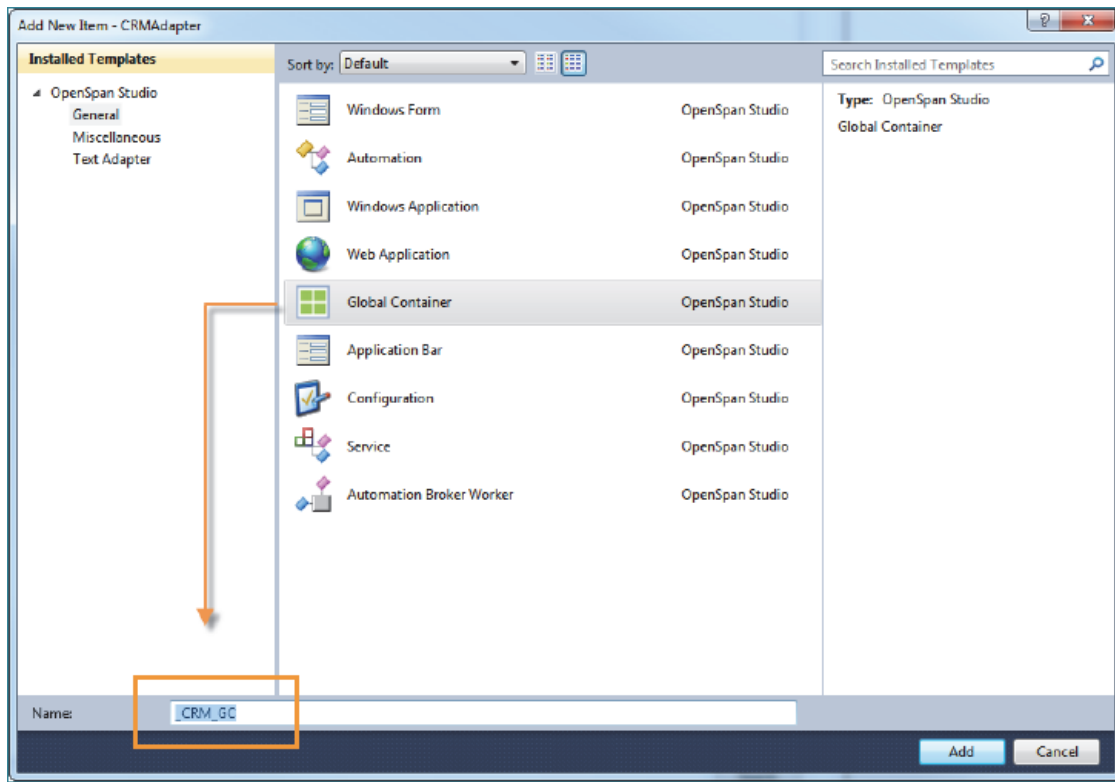 Add New Item - CRMAdapter
Installed Templates
Sort by: Default
Search Installed Templates
OpenSpan Studio
General
Miscellaneous
Text Adapter
Windows Form OpenSpan Studio
Automation OpenSpan Studio
Windows Application OpenSpan Studio
Web Application OpenSpan Studio
Global Container OpenSpan Studio
Application Bar OpenSpan Studio
Configuration OpenSpan Studio
Service OpenSpan Studio
Automation Broker Worker OpenSpan Studio
Type: OpenSpan Studio
Global Container
Name: _CRM_GC
Add Cancel